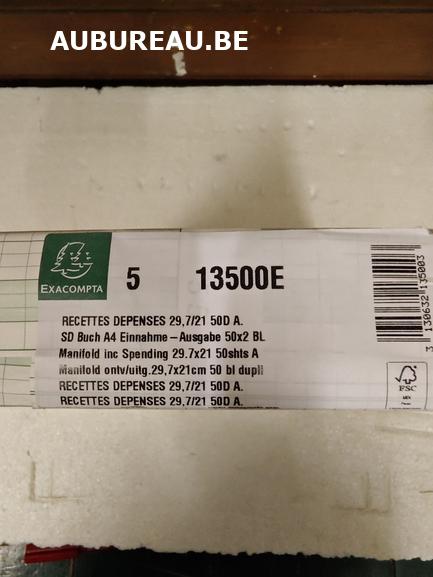 AUBUREAU.BE
EXACOMPTA
5 13500E
RECETTES DEPENSES 29,7/21 50D A.
SD Buch A4 Einnahme–Ausgabe 50x2 BL
Manifold inc Spending 29.7x21 50shts A
Manifold ontv/uitg.29,7x21cm 50 bl dupli
RECETTES DEPENSES 29,7/21 50D A.
RECETTES DEPENSES 29,7/21 50D A.
3 130632 135003
FSC